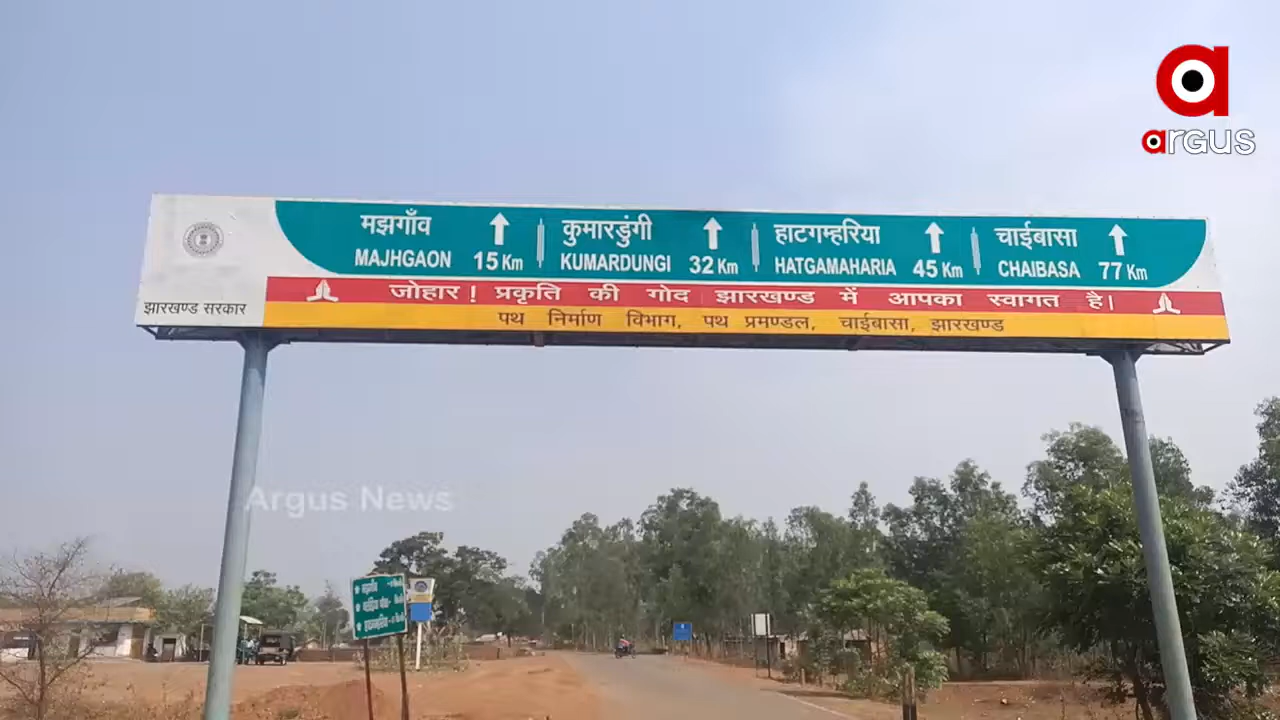 argus
मझगाँव
MAJHGAON 15 Km
कुमारडुंगी
KUMARDUNGI 32 Km
हाटगम्हरिया
HATGAMAHARIA 45 Km
चाईबासा
CHAIBASA 77 Km
झारखण्ड सरकार
जोहार! प्रकृति की गोद झारखण्ड में आपका स्वागत है।
पथ निर्माण विभाग, पथ प्रमण्डल, चाईबासा, झारखण्ड
Argus News